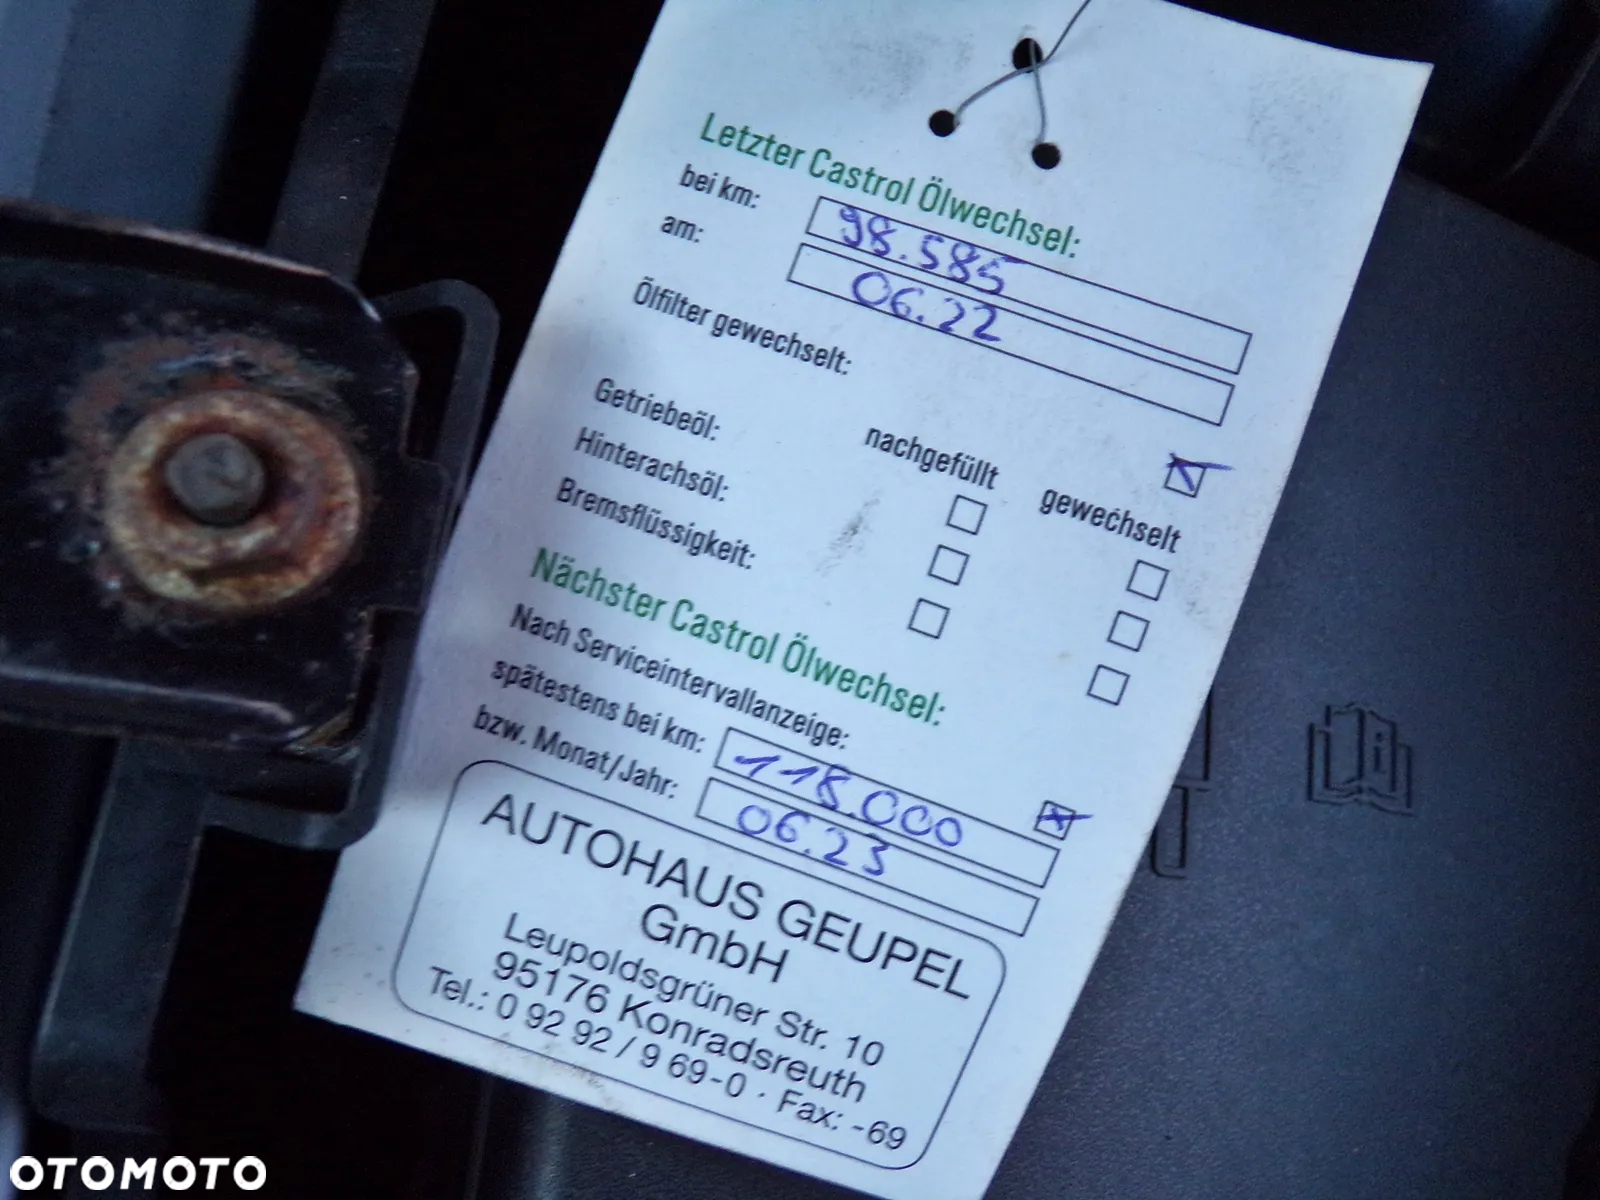 Letzter Castrol Ölwechsel:
bei km: 98.585
am: 06.22
Ölfilter gewechselt:
nachgefüllt gewechselt
Getriebeöl:
Hinterachsöl:
Bremsflüssigkeit:
Nächster Castrol Ölwechsel:
Nach Serviceintervallanzeige:
spätestens bei km: 118.000
bzw. Monat/Jahr: 06.23
AUTOHAUS GEUPEL
GmbH
Leupoldsgrüner Str. 10
95176 Konradsreuth
Tel.: 0 92 92 / 9 69-0 · Fax: -69
OTOMOTO